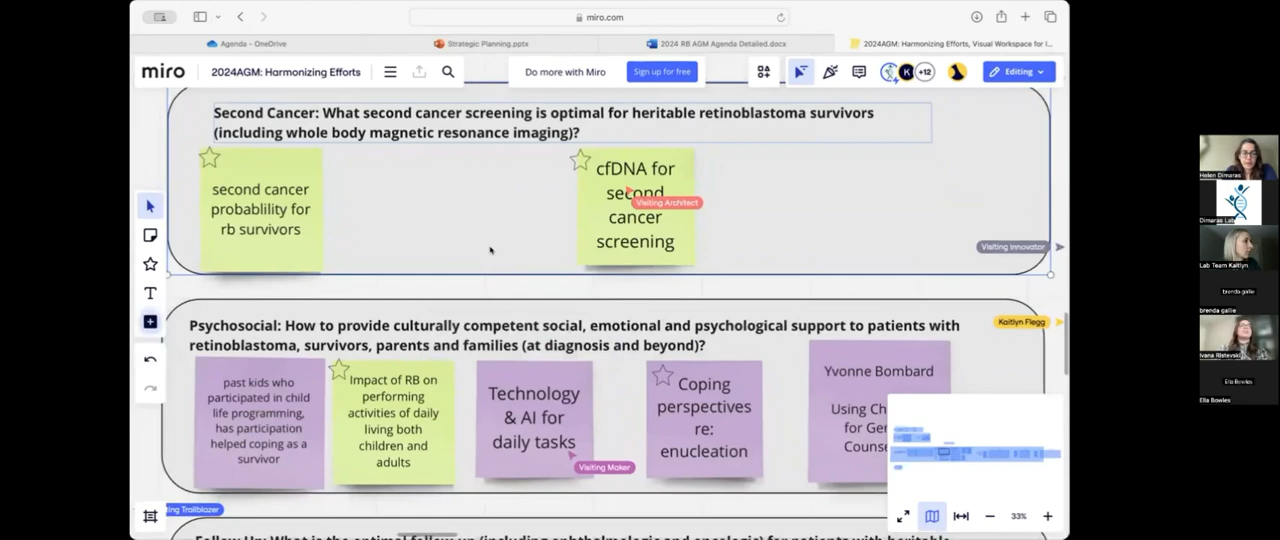 miro.com
Agenda - OneDrive
Strategic Planning.pptx
2024 RB AGM Agenda Detailed.docx
2024AGM: Harmonizing Efforts, Visual Workspace for I...
miro
2024AGM: Harmonizing Efforts
Do more with Miro
Sign up for free
K
+12
Editing
Second Cancer: What second cancer screening is optimal for heritable retinoblastoma survivors
(including whole body magnetic resonance imaging)?
second cancer
probablility for
rb survivors
cfDNA for
second
cancer
screening
Visiting Architect
Visiting Innovator
Psychosocial: How to provide culturally competent social, emotional and psychological support to patients with
retinoblastoma, survivors, parents and families (at diagnosis and beyond)?
Kaitlyn Flegg
past kids who
participated in child
life programming,
has participation
helped coping as a
survivor
Impact of RB on
performing
activities of daily
living both
children and
adults
Technology
& AI for
daily tasks
Visiting Maker
Coping
perspectives
re:
enucleation
Yvonne Bombard
Using Ch
for Ge
Counse
ting Trailblazer
33%
Helen Dimaras
Dimaras Lab
Lab Team Kaitlyn
brenda gallie
brenda gallie
Ivana Ristevski
Ella Bowles
Ella Bowles